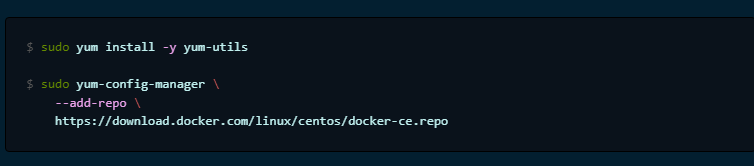 $ sudo yum install -y yum-utils
$ sudo yum-config-manager \
--add-repo \
https://download.docker.com/linux/centos/docker-ce.repo